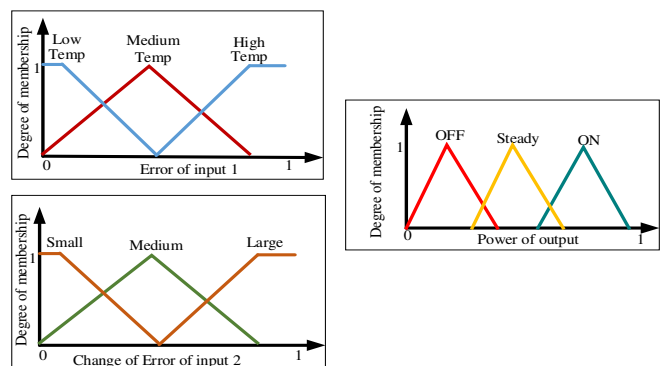 Low
Temp
Medium
Temp
High
Temp
1
Degree of membership
0
Error of input 1
1
Small
Medium
Large
1
Degree of membership
0
Change of Error of input 2
1
OFF
Steady
ON
1
Degree of membership
0
Power of output
1